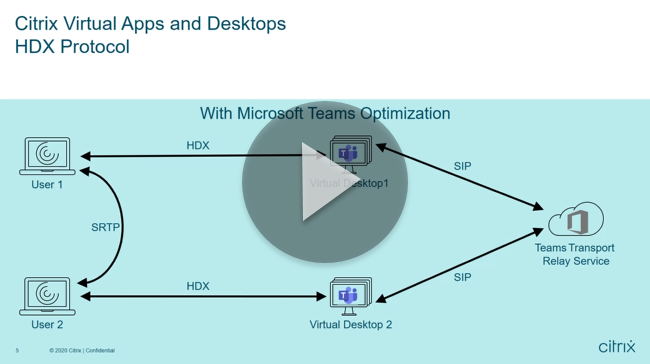 Citrix Virtual Apps and Desktops
HDX Protocol
With Microsoft Teams Optimization
HDX
SIP
User 1
Virtual Desktop1
SRTP
Teams Transport
Relay Service
HDX
SIP
User 2
Virtual Desktop 2
5
© 2020 Citrix | Confidential
citrix